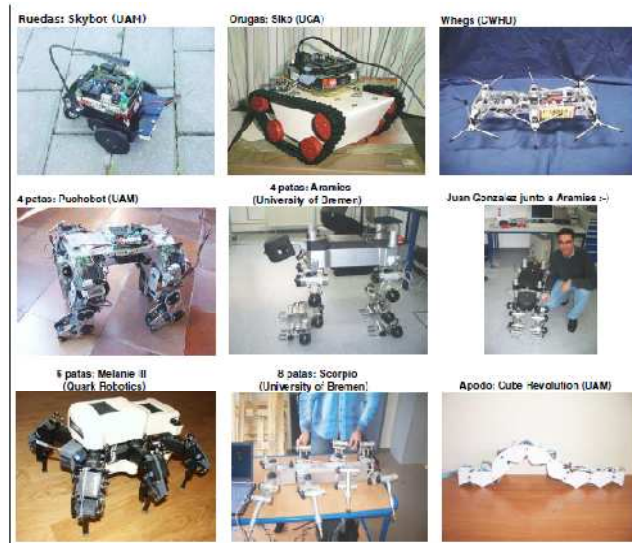 Ruedas: Skybot (UAM)
Orugas: Siko (UCA)
Whegs (CWRU)
4 patas: Puchobot (UAM)
4 patas: Aramies
(University of Bremen)
Juan Gonzalez junto a Aramies :-)
6 patas: Melanie III
(Quark Robotics)
8 patas: Scorpio
(University of Bremen)
Apodo: Cube Revolution (UAM)